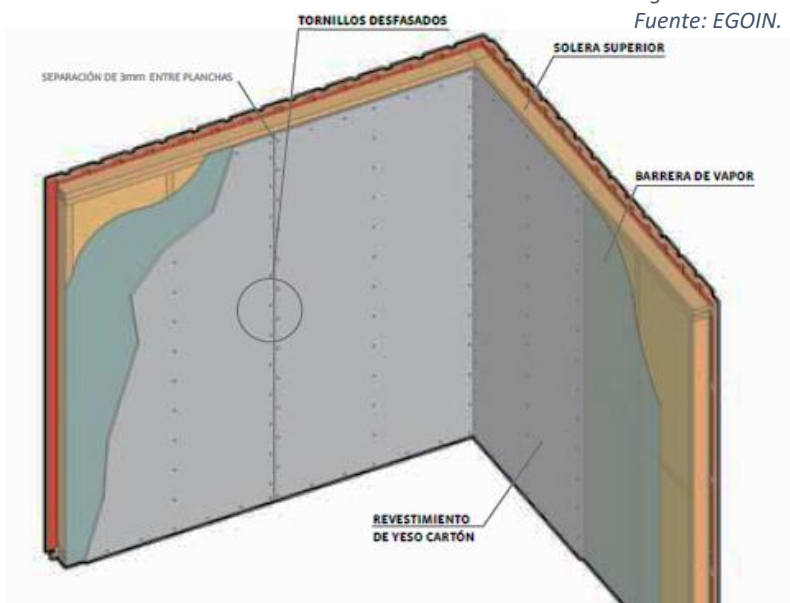 Fuente: EGOIN.
TORNILLOS DESFASADOS
SOLERA SUPERIOR
SEPARACIÓN DE 3mm ENTRE PLANCHAS
BARRERA DE VAPOR
REVESTIMIENTO
DE YESO CARTÓN